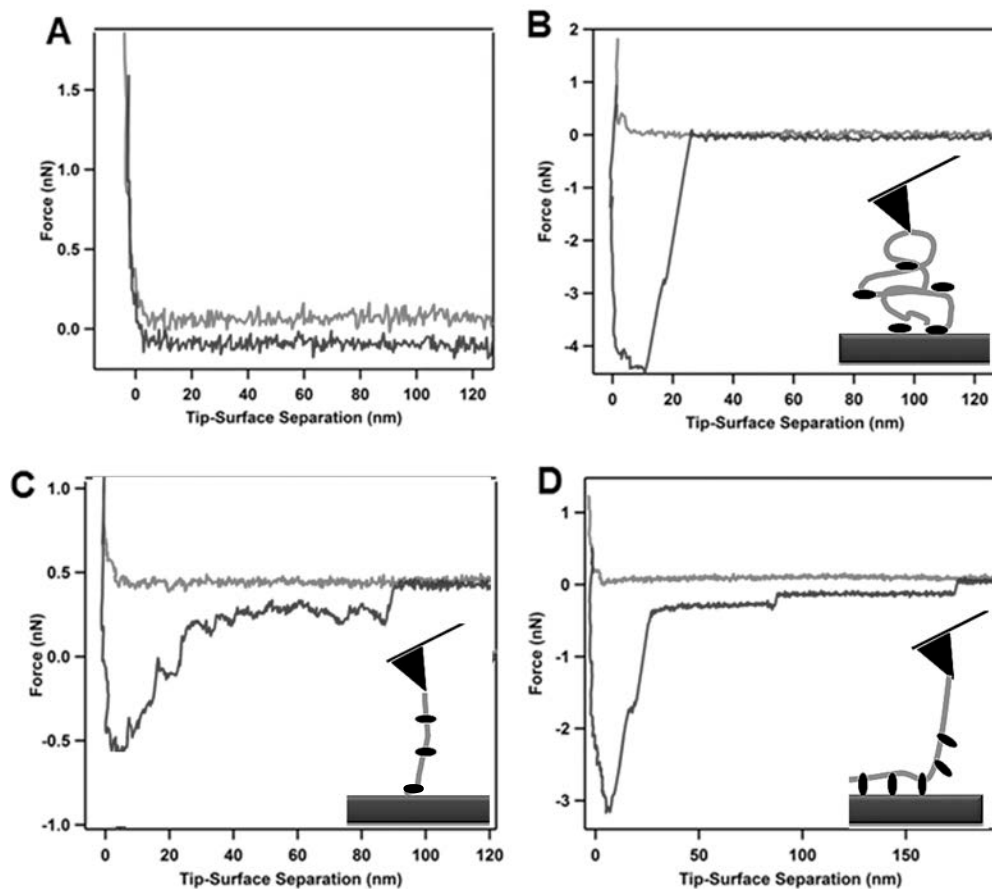 A
Force (nN)
1.5
1.0
0.5
0.0
0 20 40 60 80 100 120
Tip-Surface Separation (nm)
B
Force (nN)
2
1
0
-1
-2
-3
-4
0 20 40 60 80 100 120
Tip-Surface Separation (nm)
C
Force (nN)
1.0
0.5
0.0
-0.5
-1.0
0 20 40 60 80 100 120
Tip-Surface Separation (nm)
D
Force (nN)
1
0
-1
-2
-3
0 50 100 150
Tip-Surface Separation (nm)